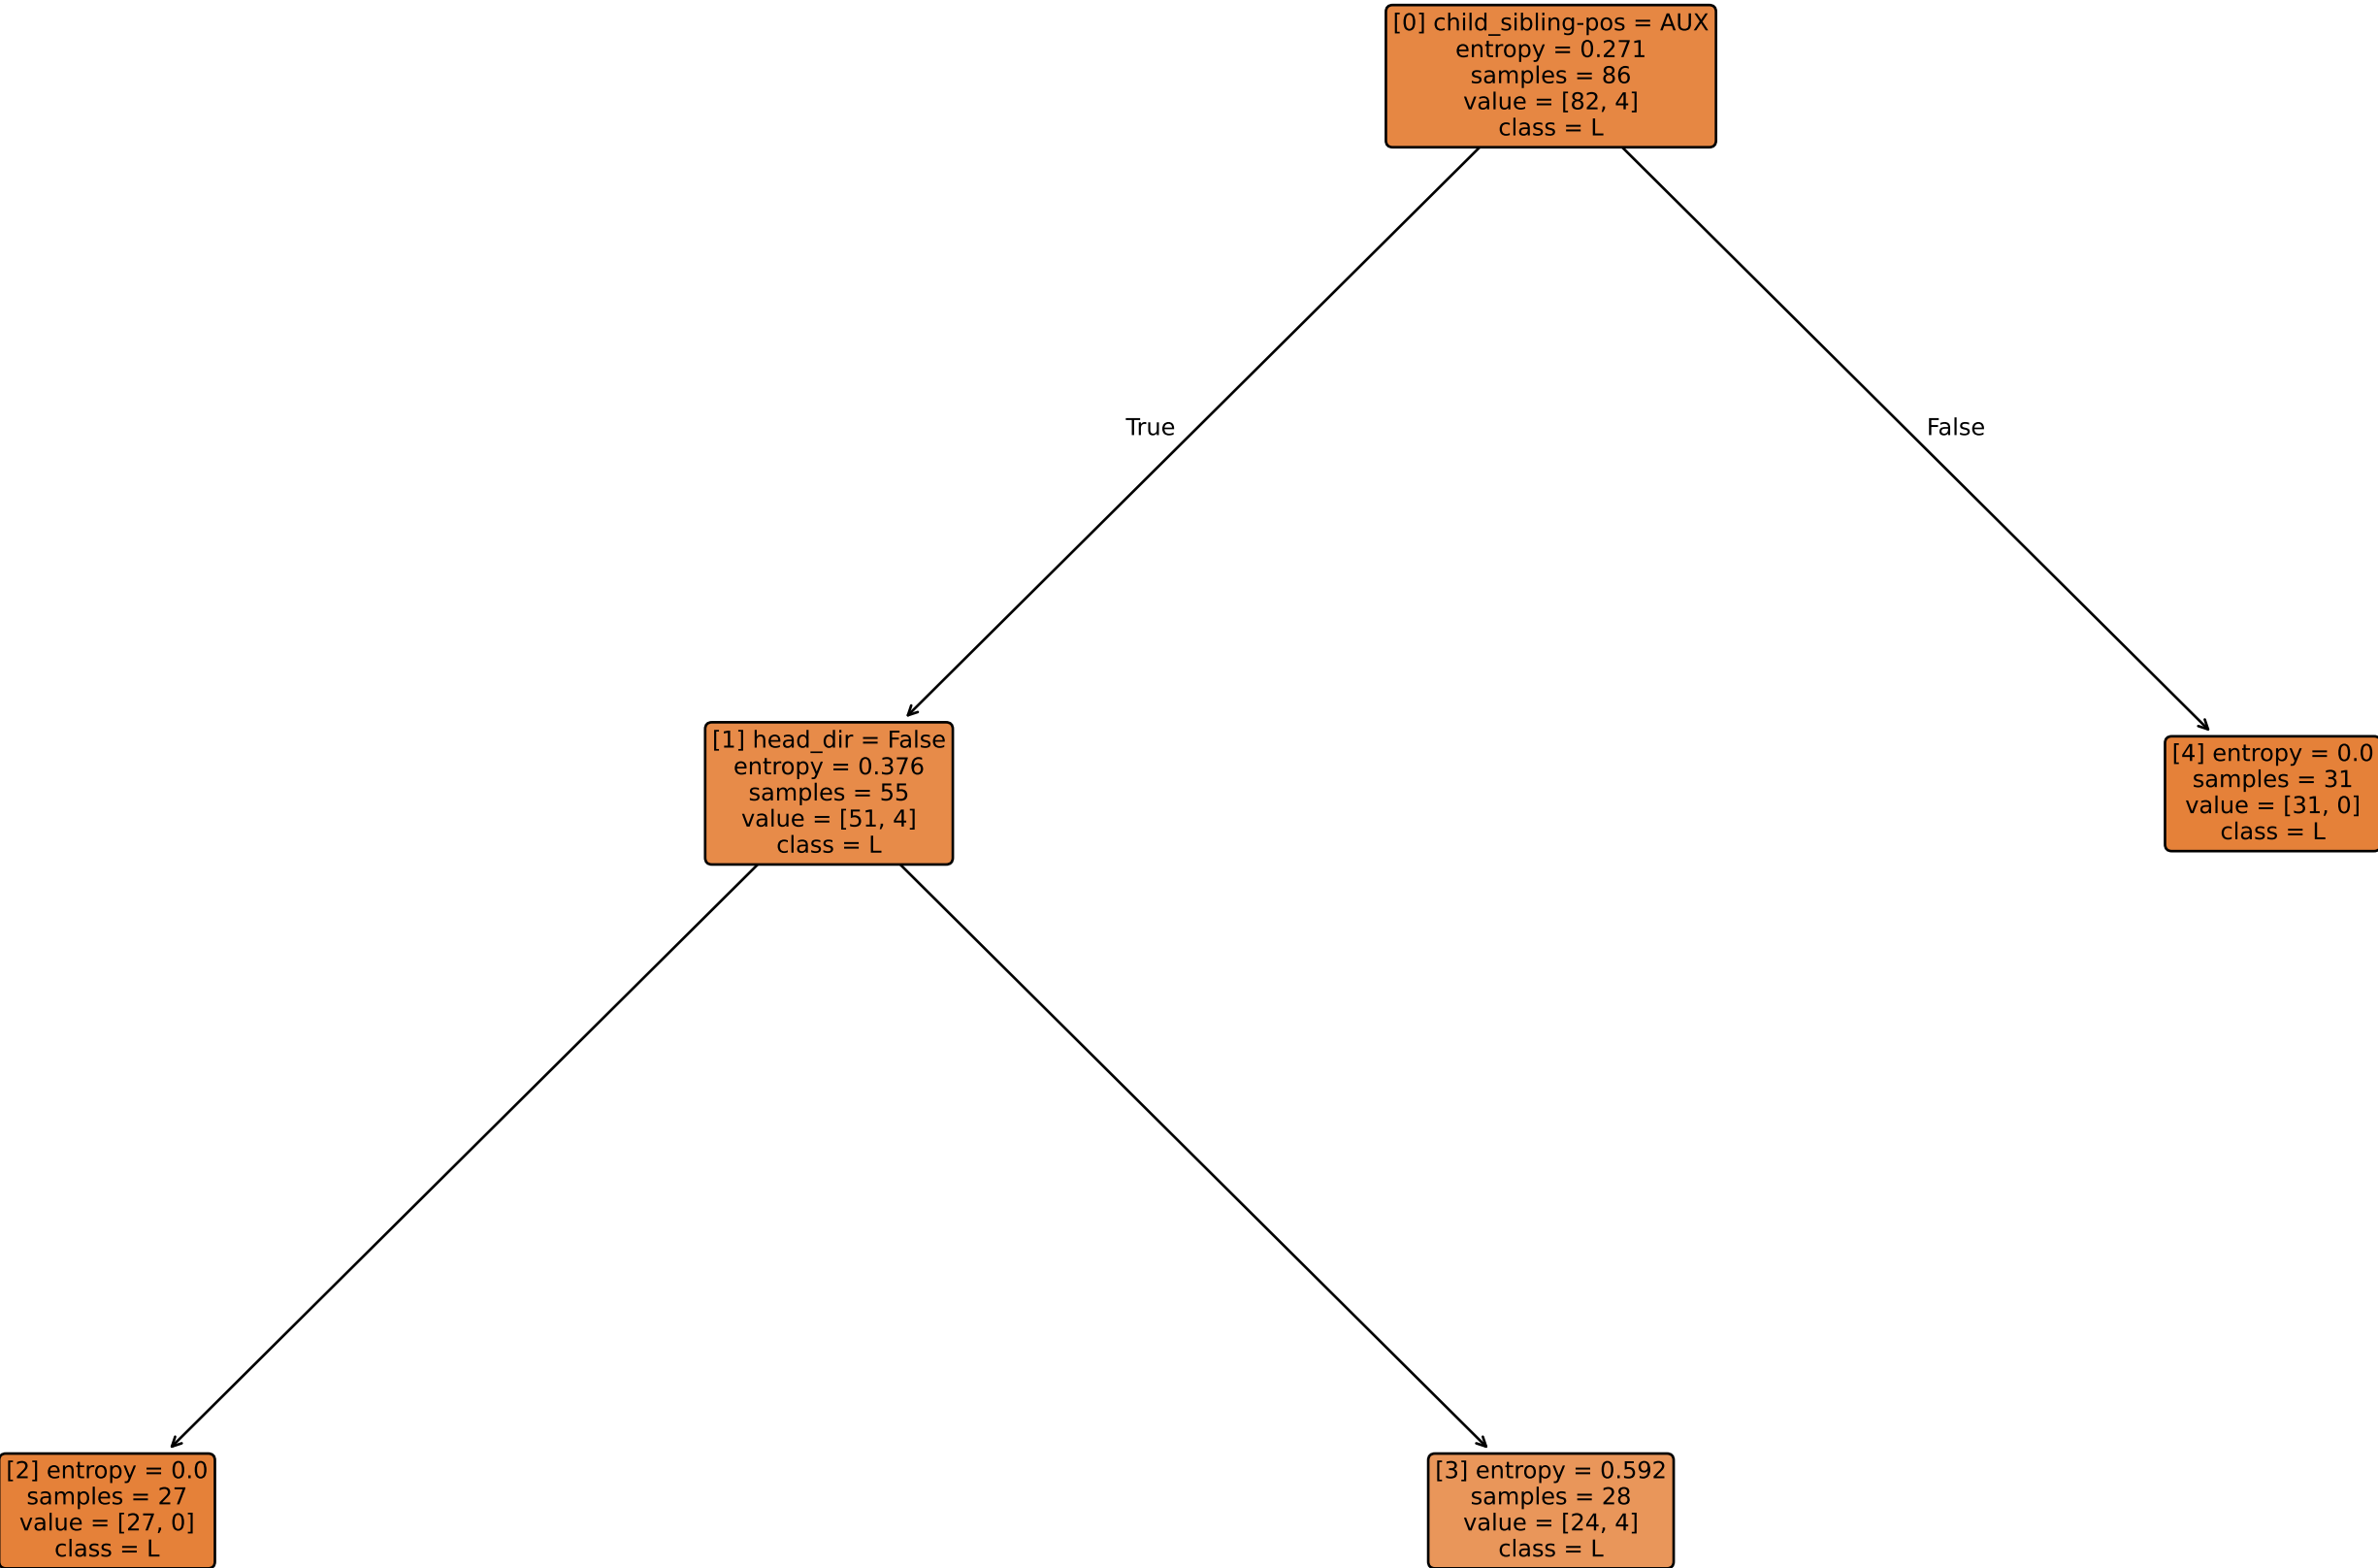 [0] child_sibling-pos = AUX
entropy = 0.271
samples = 86
value = [82, 4]
class = L
True
False
[1] head_dir = False
entropy = 0.376
samples = 55
value = [51, 4]
class = L
[4] entropy = 0.0
samples = 31
value = [31, 0]
class = L
[2] entropy = 0.0
samples = 27
value = [27, 0]
class = L
[3] entropy = 0.592
samples = 28
value = [24, 4]
class = L